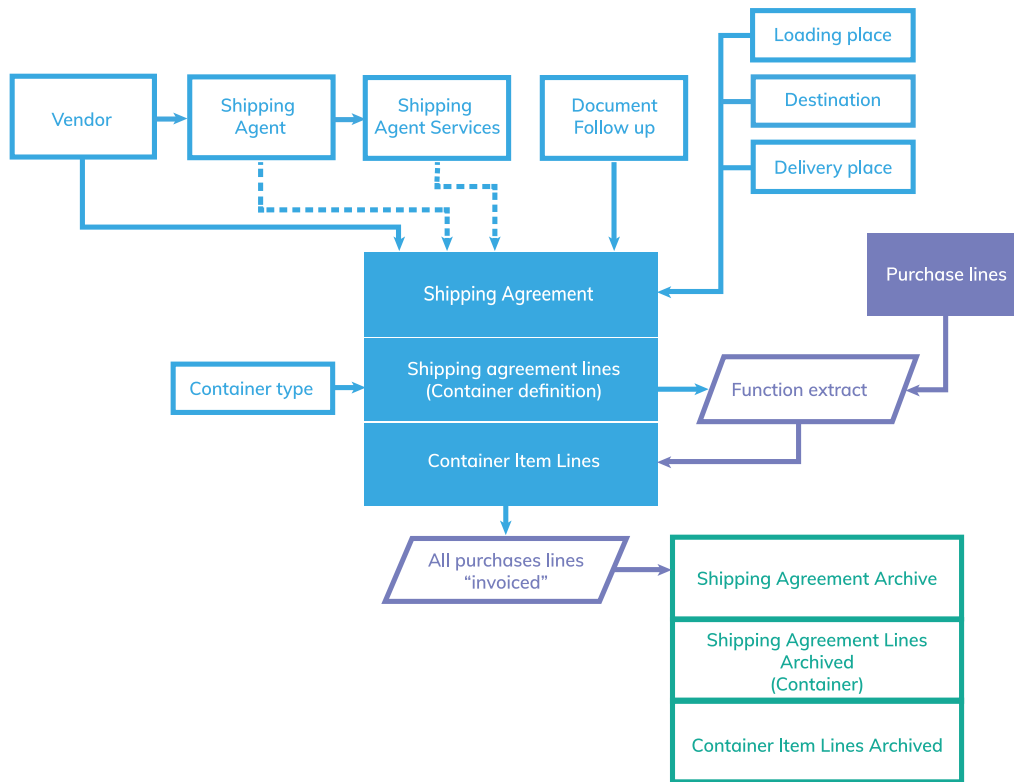 Loading place
Vendor
Shipping
Agent
Shipping
Agent Services
Document
Follow up
Destination
Delivery place
Purchase lines
Shipping Agreement
Container type
Shipping agreement lines
(Container definition)
Function extract
Container Item Lines
All purchases lines
“invoiced”
Shipping Agreement Archive
Shipping Agreement Lines
Archived
(Container)
Container Item Lines Archived